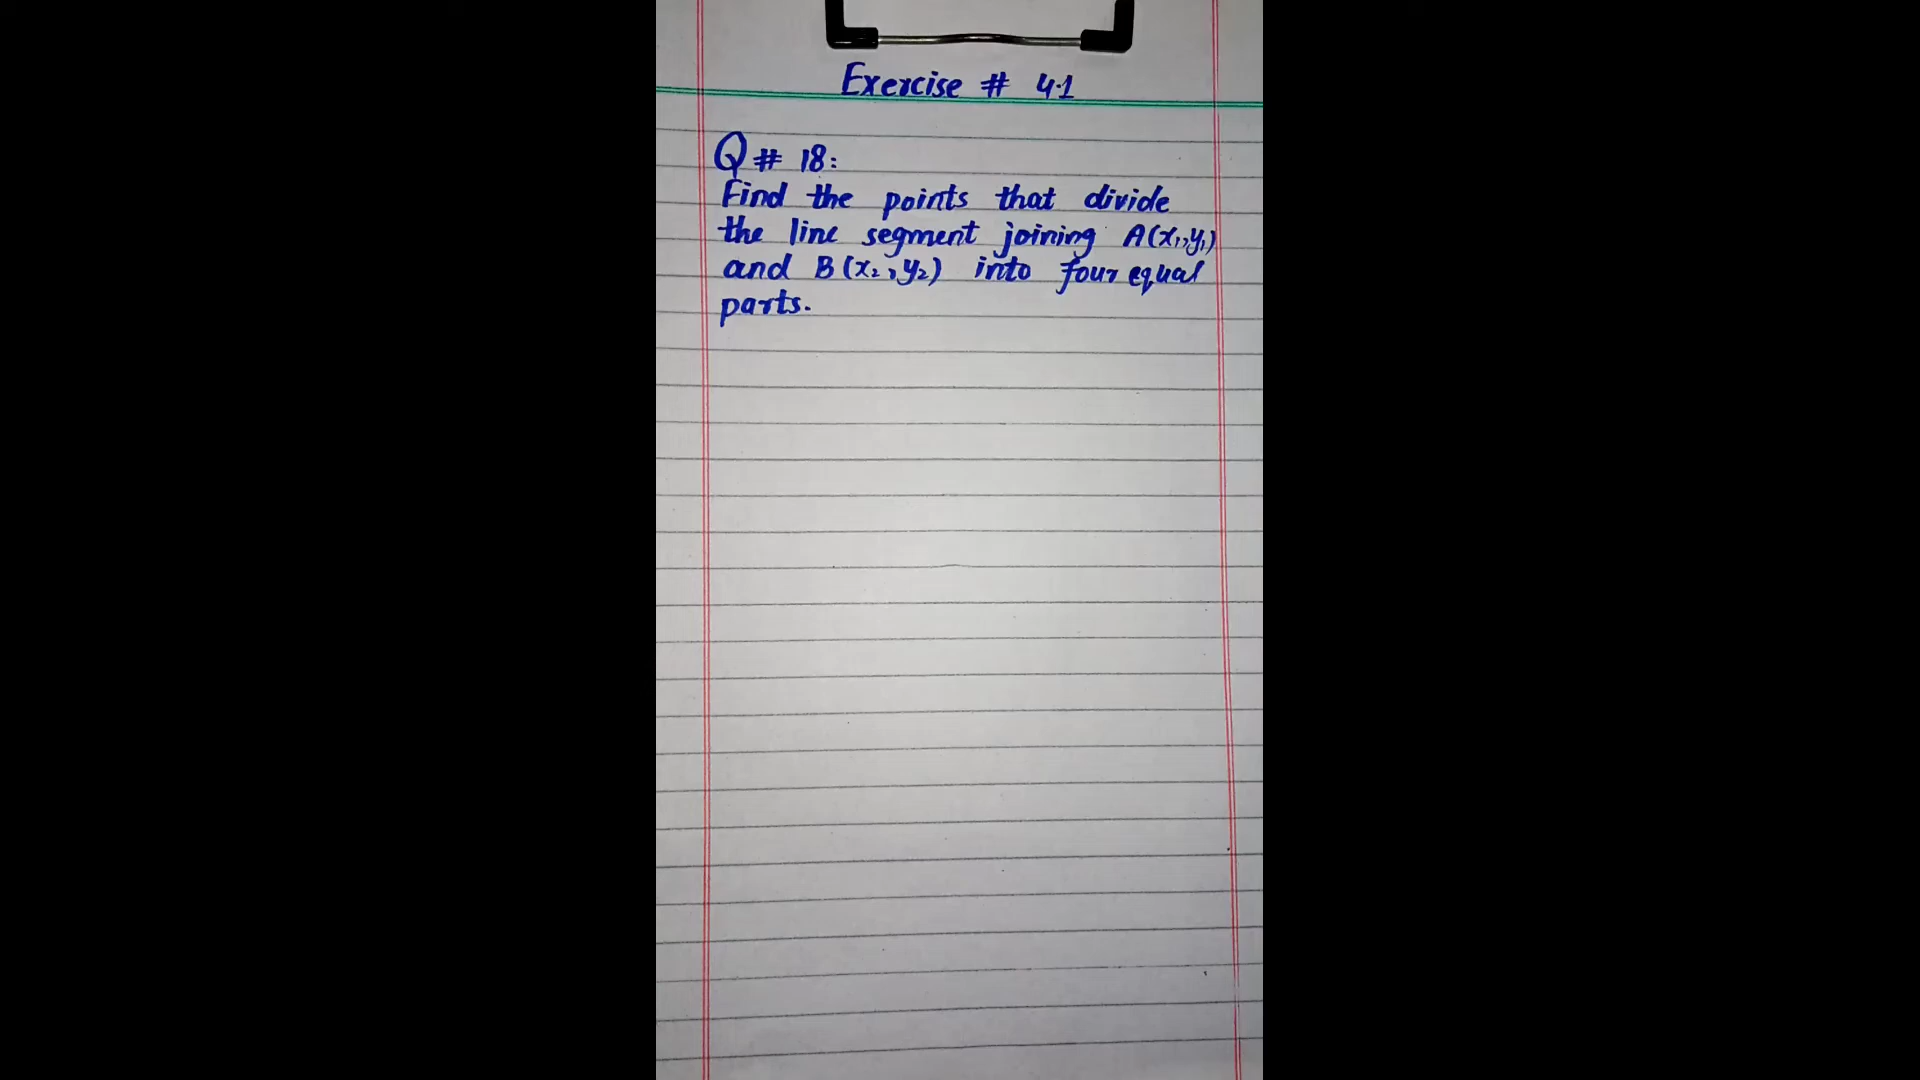 Exercise # 4.1
Q # 18:
Find the points that divide
the line segment joining A(x₁,y₁)
and B(x₂,y₂) into four equal
parts.